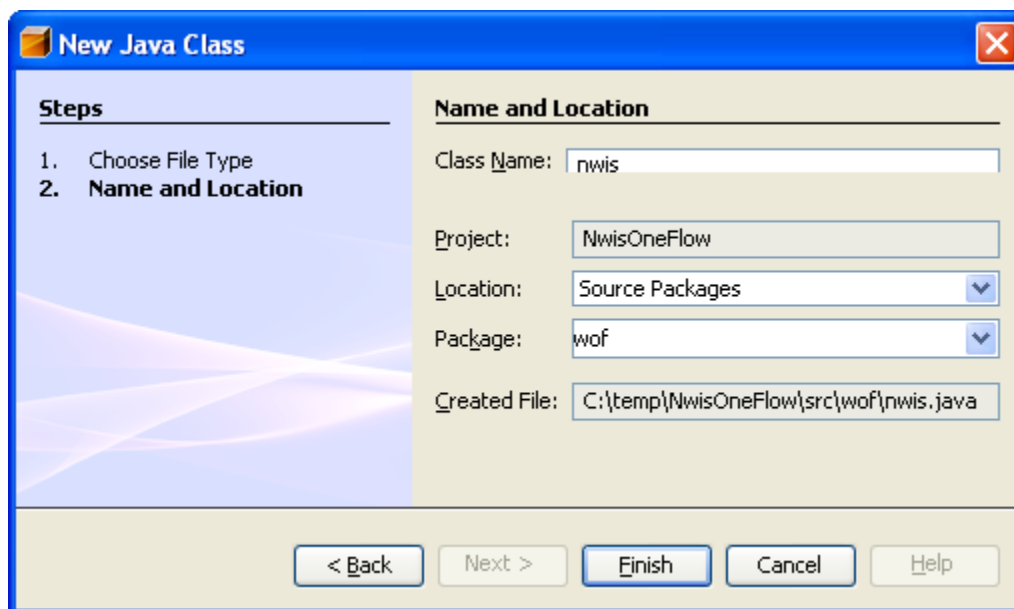 New Java Class
Steps
1. Choose File Type
2. Name and Location
Name and Location
Class Name: nwis
Project: NwisOneFlow
Location: Source Packages
Package: wof
Created File: C:\temp\NwisOneFlow\src\wof\nwis.java
< Back Next > Finish Cancel Help